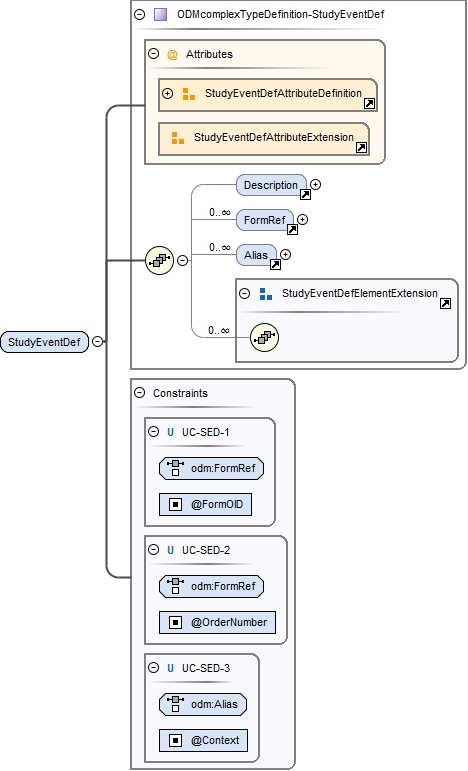 ODMcomplexTypeDefinition-StudyEventDef
@ Attributes
StudyEventDefAttributeDefinition
StudyEventDefAttributeExtension
Description
0..∞
FormRef
0..∞
Alias
StudyEventDefElementExtension
0..∞
StudyEventDef
Constraints
U UC-SED-1
odm:FormRef
@FormOID
U UC-SED-2
odm:FormRef
@OrderNumber
U UC-SED-3
odm:Alias
@Context